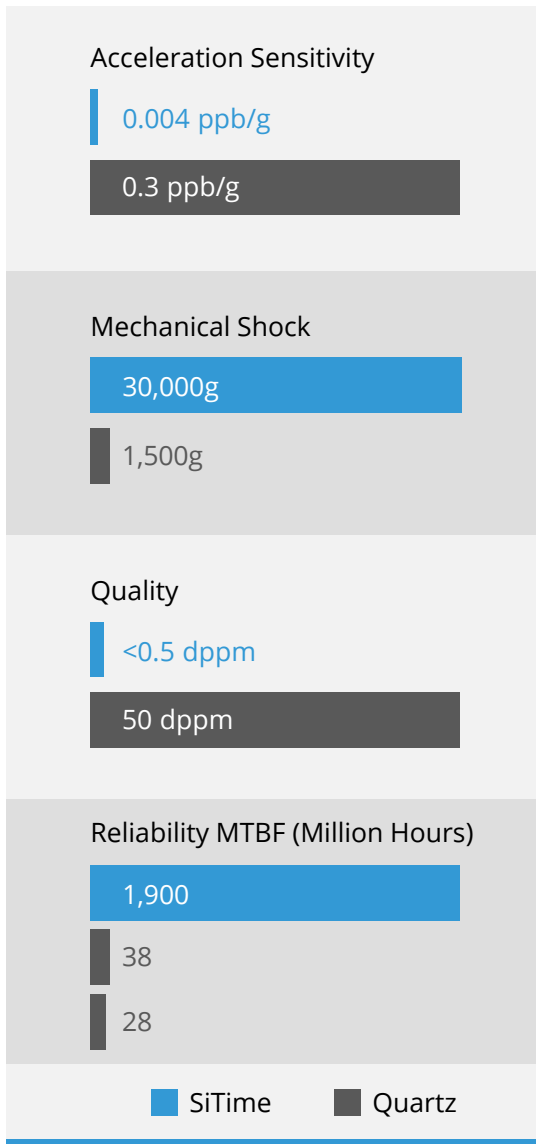 Acceleration Sensitivity
0.004 ppb/g
0.3 ppb/g
Mechanical Shock
30,000g
1,500g
Quality
<0.5 dppm
50 dppm
Reliability MTBF (Million Hours)
1,900
38
28
SiTime Quartz